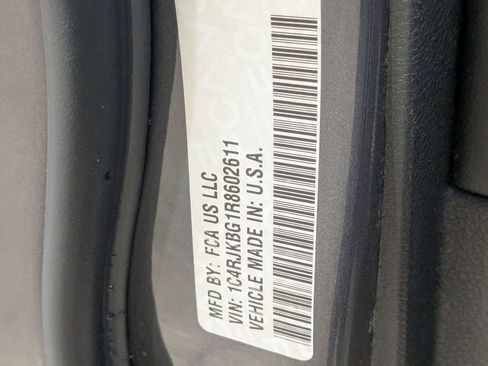 MFD BY: FCA US LLC
VIN: 1C4RJKBG1R8602611
VEHICLE MADE IN: U.S.A.